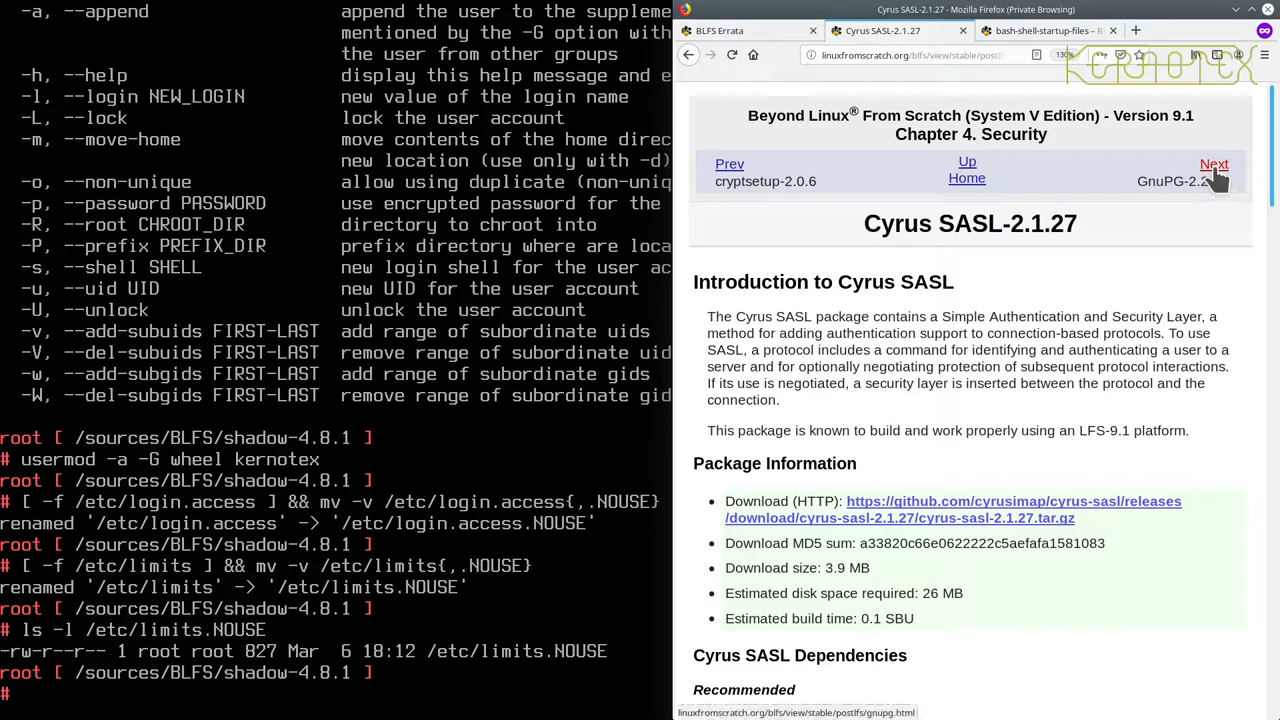 -a, --append                  append the user to the suppleme
                              mentioned by the -G option with
                              the user from other groups
-h, --help                    display this help message and e
-l, --login NEW_LOGIN         new value of the login name
-L, --lock                    lock the user account
-m, --move-home               move contents of the home direc
                              new location (use only with -d)
-o, --non-unique              allow using duplicate (non-uniq
-p, --password PASSWORD       use encrypted password for the
-R, --root CHROOT_DIR         directory to chroot into
-P, --prefix PREFIX_DIR       prefix directory where are loca
-s, --shell SHELL             new login shell for the user ac
-u, --uid UID                 new UID for the user account
-U, --unlock                  unlock the user account
-v, --add-subuids FIRST-LAST  add range of subordinate uids
-V, --del-subuids FIRST-LAST  remove range of subordinate uid
-w, --add-subgids FIRST-LAST  add range of subordinate gids
-W, --del-subgids FIRST-LAST  remove range of subordinate gid
root [ /sources/BLFS/shadow-4.8.1 ]
# usermod -a -G wheel kernotex
root [ /sources/BLFS/shadow-4.8.1 ]
# [ -f /etc/login.access ] && mv -v /etc/login.access{,.NOUSE}
renamed '/etc/login.access' -> '/etc/login.access.NOUSE'
root [ /sources/BLFS/shadow-4.8.1 ]
# [ -f /etc/limits ] && mv -v /etc/limits{,.NOUSE}
renamed '/etc/limits' -> '/etc/limits.NOUSE'
root [ /sources/BLFS/shadow-4.8.1 ]
# ls -l /etc/limits.NOUSE
-rw-r--r-- 1 root root 827 Mar  6 18:12 /etc/limits.NOUSE
root [ /sources/BLFS/shadow-4.8.1 ]
#
Cyrus SASL-2.1.27 - Mozilla Firefox (Private Browsing)
BLFS Errata
Cyrus SASL-2.1.27
bash-shell-startup-files – B
linuxfromscratch.org/blfs/view/stable/postl
130%
KERNOTEX
Beyond Linux® From Scratch (System V Edition) - Version 9.1
Chapter 4. Security
Prev Up Next
cryptsetup-2.0.6 Home GnuPG-2.2
Cyrus SASL-2.1.27
Introduction to Cyrus SASL
The Cyrus SASL package contains a Simple Authentication and Security Layer, a
method for adding authentication support to connection-based protocols. To use
SASL, a protocol includes a command for identifying and authenticating a user to a
server and for optionally negotiating protection of subsequent protocol interactions.
If its use is negotiated, a security layer is inserted between the protocol and the
connection.
This package is known to build and work properly using an LFS-9.1 platform.
Package Information
Download (HTTP): https://github.com/cyrusimap/cyrus-sasl/releases
/download/cyrus-sasl-2.1.27/cyrus-sasl-2.1.27.tar.gz
Download MD5 sum: a33820c66e0622222c5aefafa1581083
Download size: 3.9 MB
Estimated disk space required: 26 MB
Estimated build time: 0.1 SBU
Cyrus SASL Dependencies
Recommended
linuxfromscratch.org/blfs/view/stable/postlfs/gnupg.html